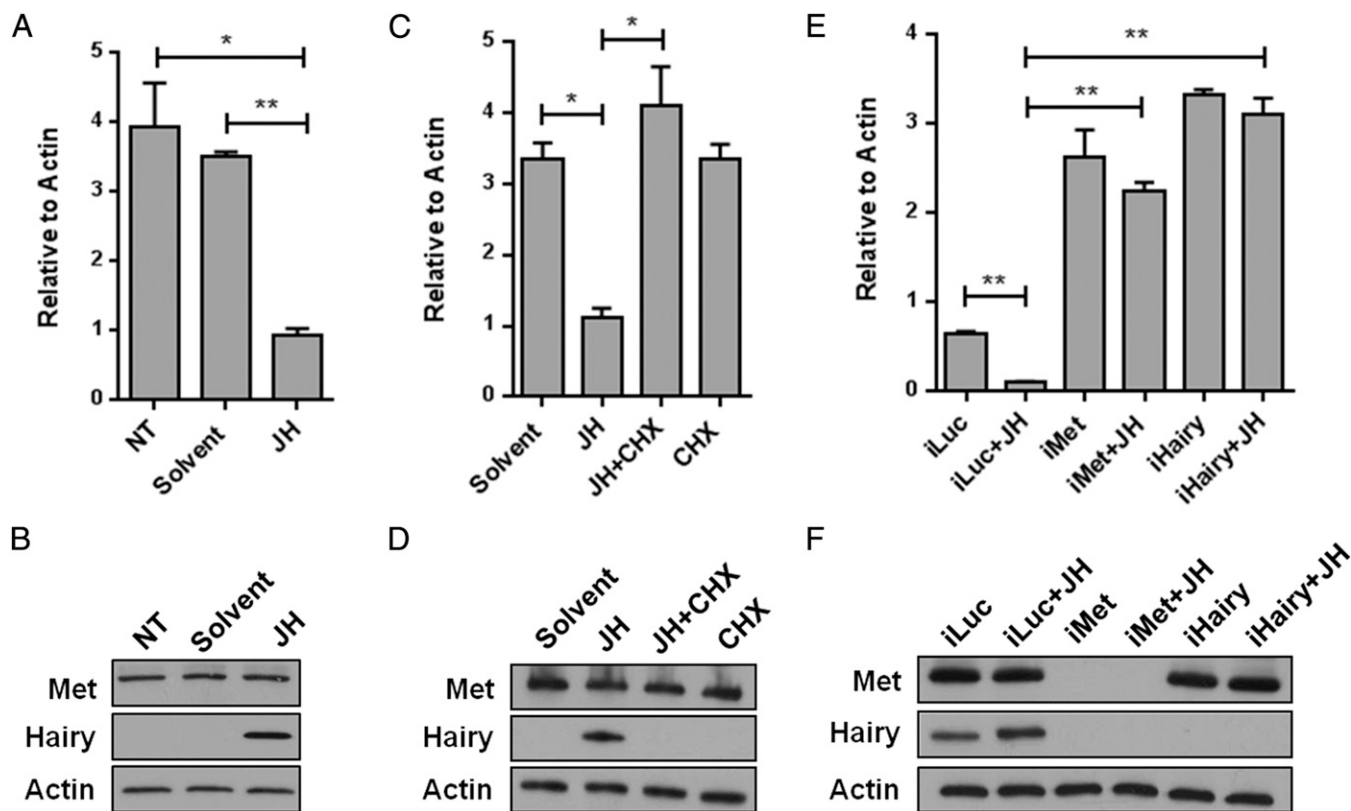 A
*
**
Relative to Actin
5
4
3
2
1
0
NT
Solvent
JH
C
*
*
Relative to Actin
5
4
3
2
1
0
Solvent
JH
JH+CHX
CHX
E
**
**
**
Relative to Actin
4
3
2
1
0
iLuc
iLuc+JH
iMet
iMet+JH
iHairy
iHairy+JH
B
NT
Solvent
JH
Met
Hairy
Actin
D
Solvent
JH
JH+CHX
CHX
Met
Hairy
Actin
F
iLuc
iLuc+JH
iMet
iMet+JH
iHairy
iHairy+JH
Met
Hairy
Actin